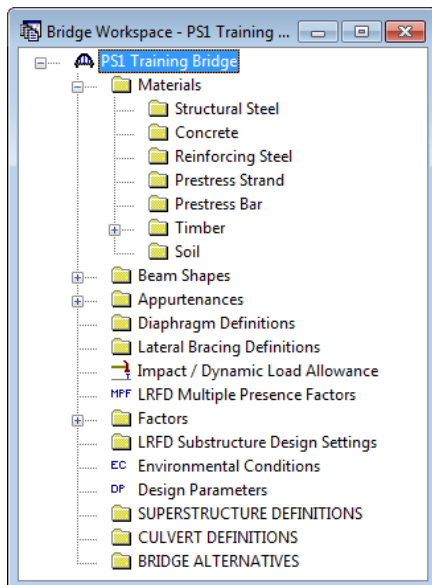 Bridge Workspace - PS1 Training ...
PS1 Training Bridge
Materials
Structural Steel
Concrete
Reinforcing Steel
Prestress Strand
Prestress Bar
Timber
Soil
Beam Shapes
Appurtenances
Diaphragm Definitions
Lateral Bracing Definitions
Impact / Dynamic Load Allowance
MPF LRFD Multiple Presence Factors
Factors
LRFD Substructure Design Settings
EC Environmental Conditions
DP Design Parameters
SUPERSTRUCTURE DEFINITIONS
CULVERT DEFINITIONS
BRIDGE ALTERNATIVES